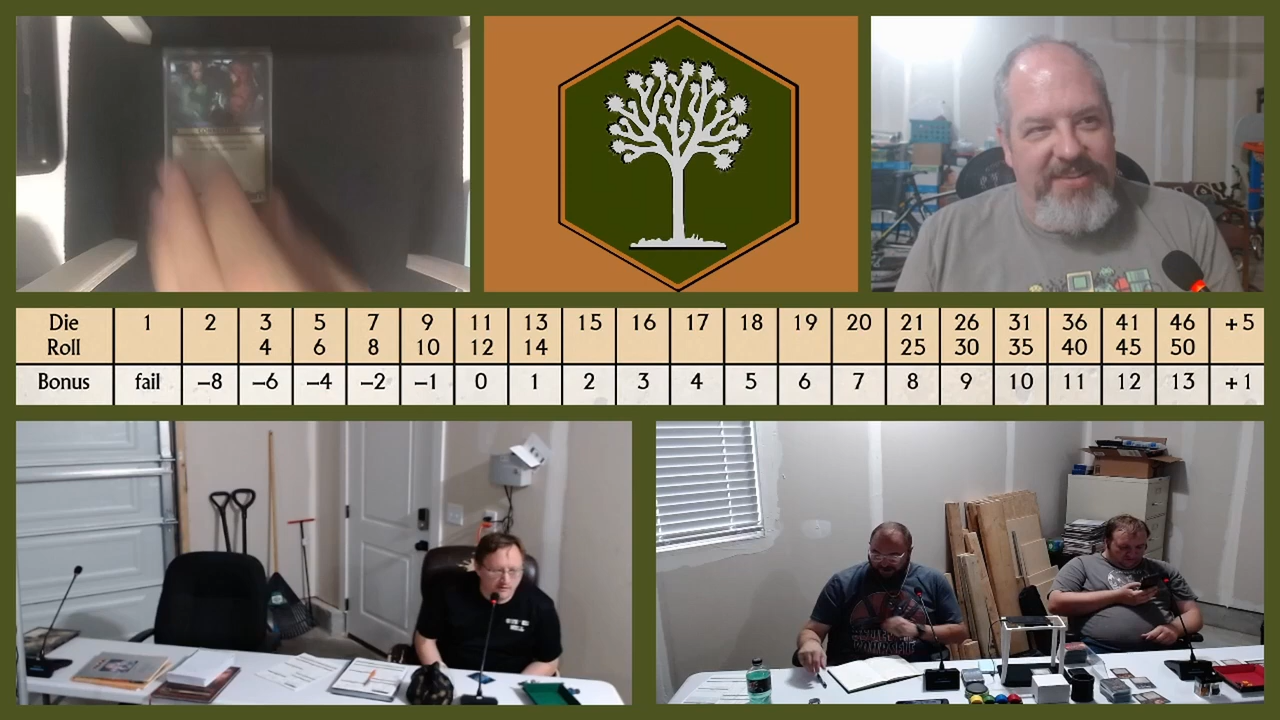 Die Roll 1 2 3 4 5 6 7 8 9 10 11 12 13 14 15 16 17 18 19 20 21 25 26 30 31 35 36 40 41 45 46 50 +5
Bonus fail –8 –6 –4 –2 –1 0 1 2 3 4 5 6 7 8 9 10 11 12 13 +1